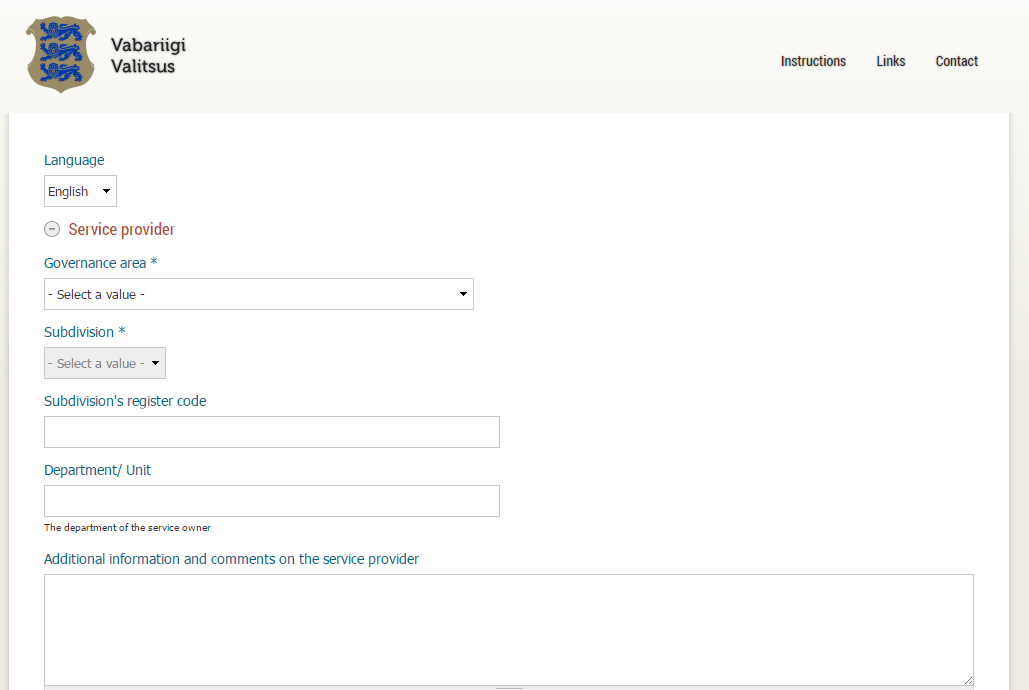 Vabariigi
Valitsus
Instructions Links Contact
Language
English
Service provider
Governance area *
- Select a value -
Subdivision *
- Select a value -
Subdivision's register code
Department/ Unit
The department of the service owner
Additional information and comments on the service provider